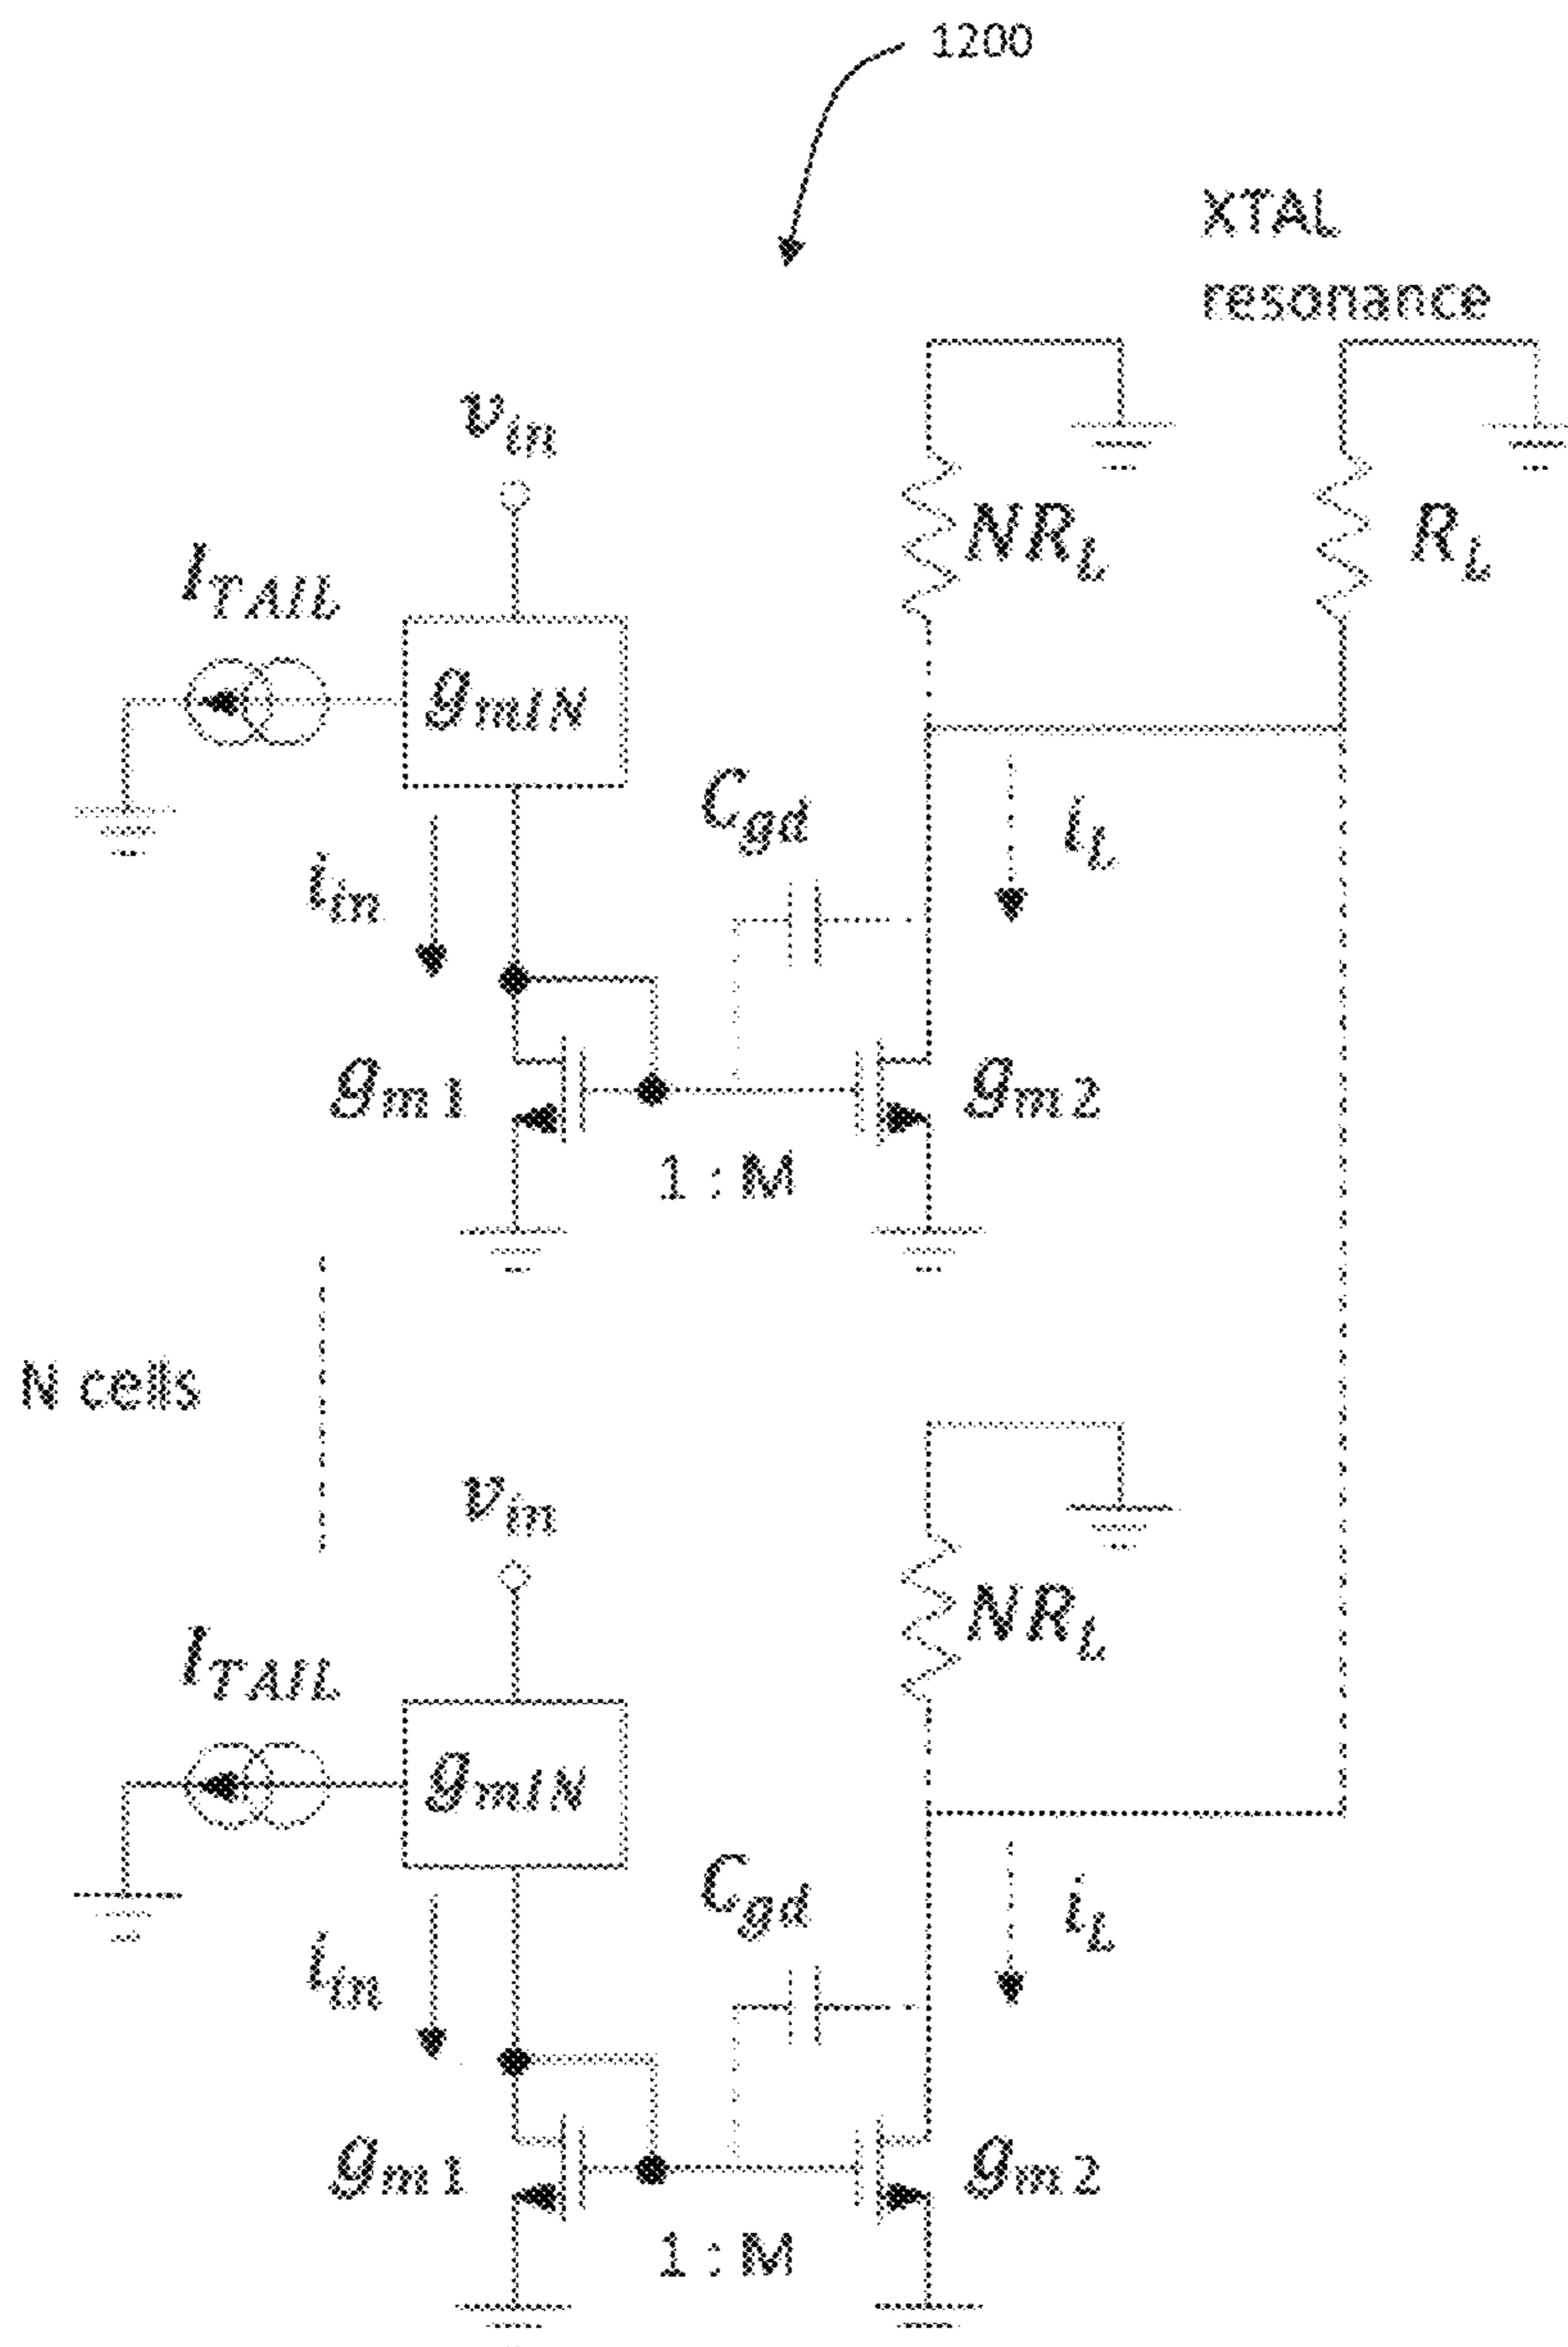 1200
XTAL
resonance
v_in
NR_L
R_L
I_TAIL
g_mIN
C_gd
i_L
i_in
g_m1
g_m2
1 : M
N cells
v_in
NR_L
I_TAIL
g_mIN
C_gd
i_L
i_in
g_m1
g_m2
1 : M